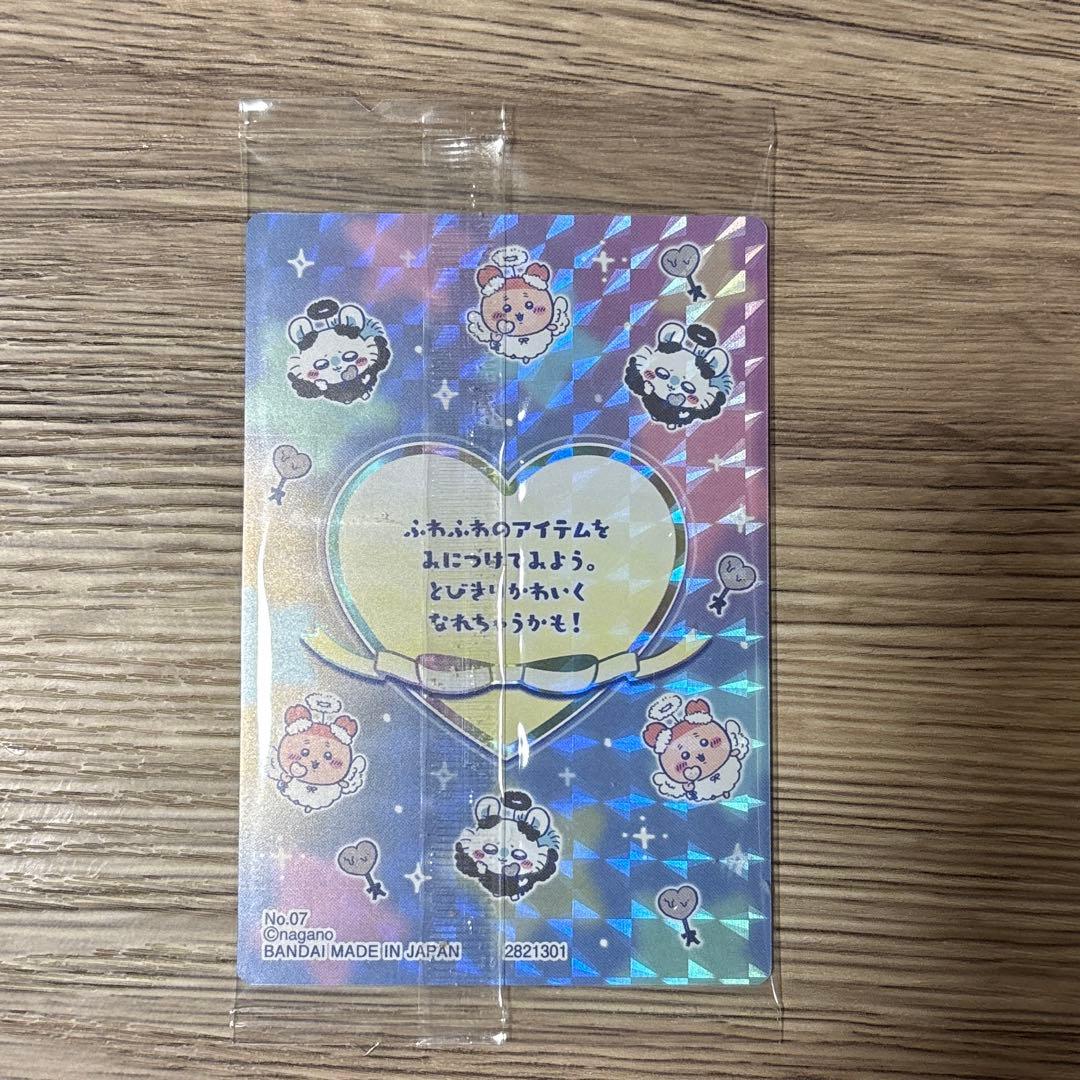 ふわふわのアイテムを
みにつけてみよう。
とびきりかわいく
なれちゃうかも!
No.07
©nagano
BANDAI MADE IN JAPAN 2821301